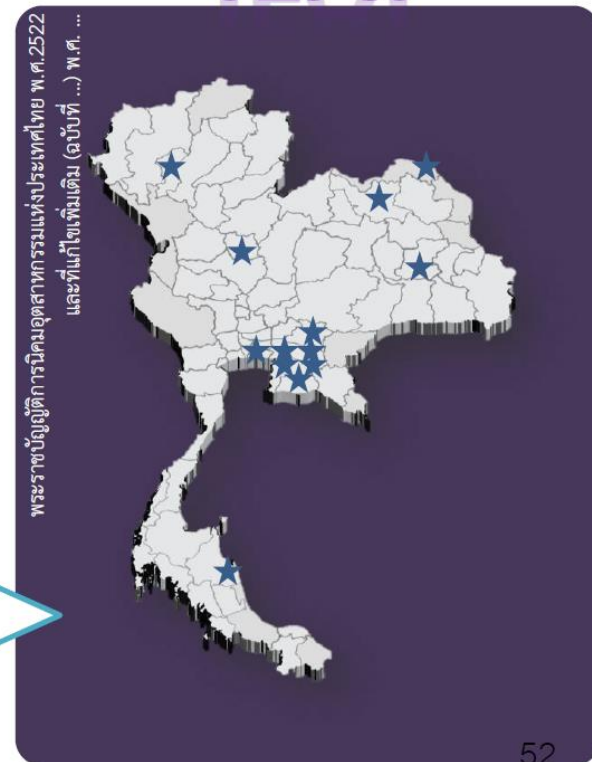 พระราชบัญญัติการนิคมอุตสาหกรรมแห่งประเทศไทย พ.ศ.2522
และที่แก้ไขเพิ่มเติม (ฉบับที่ ...) พ.ศ. ...
52